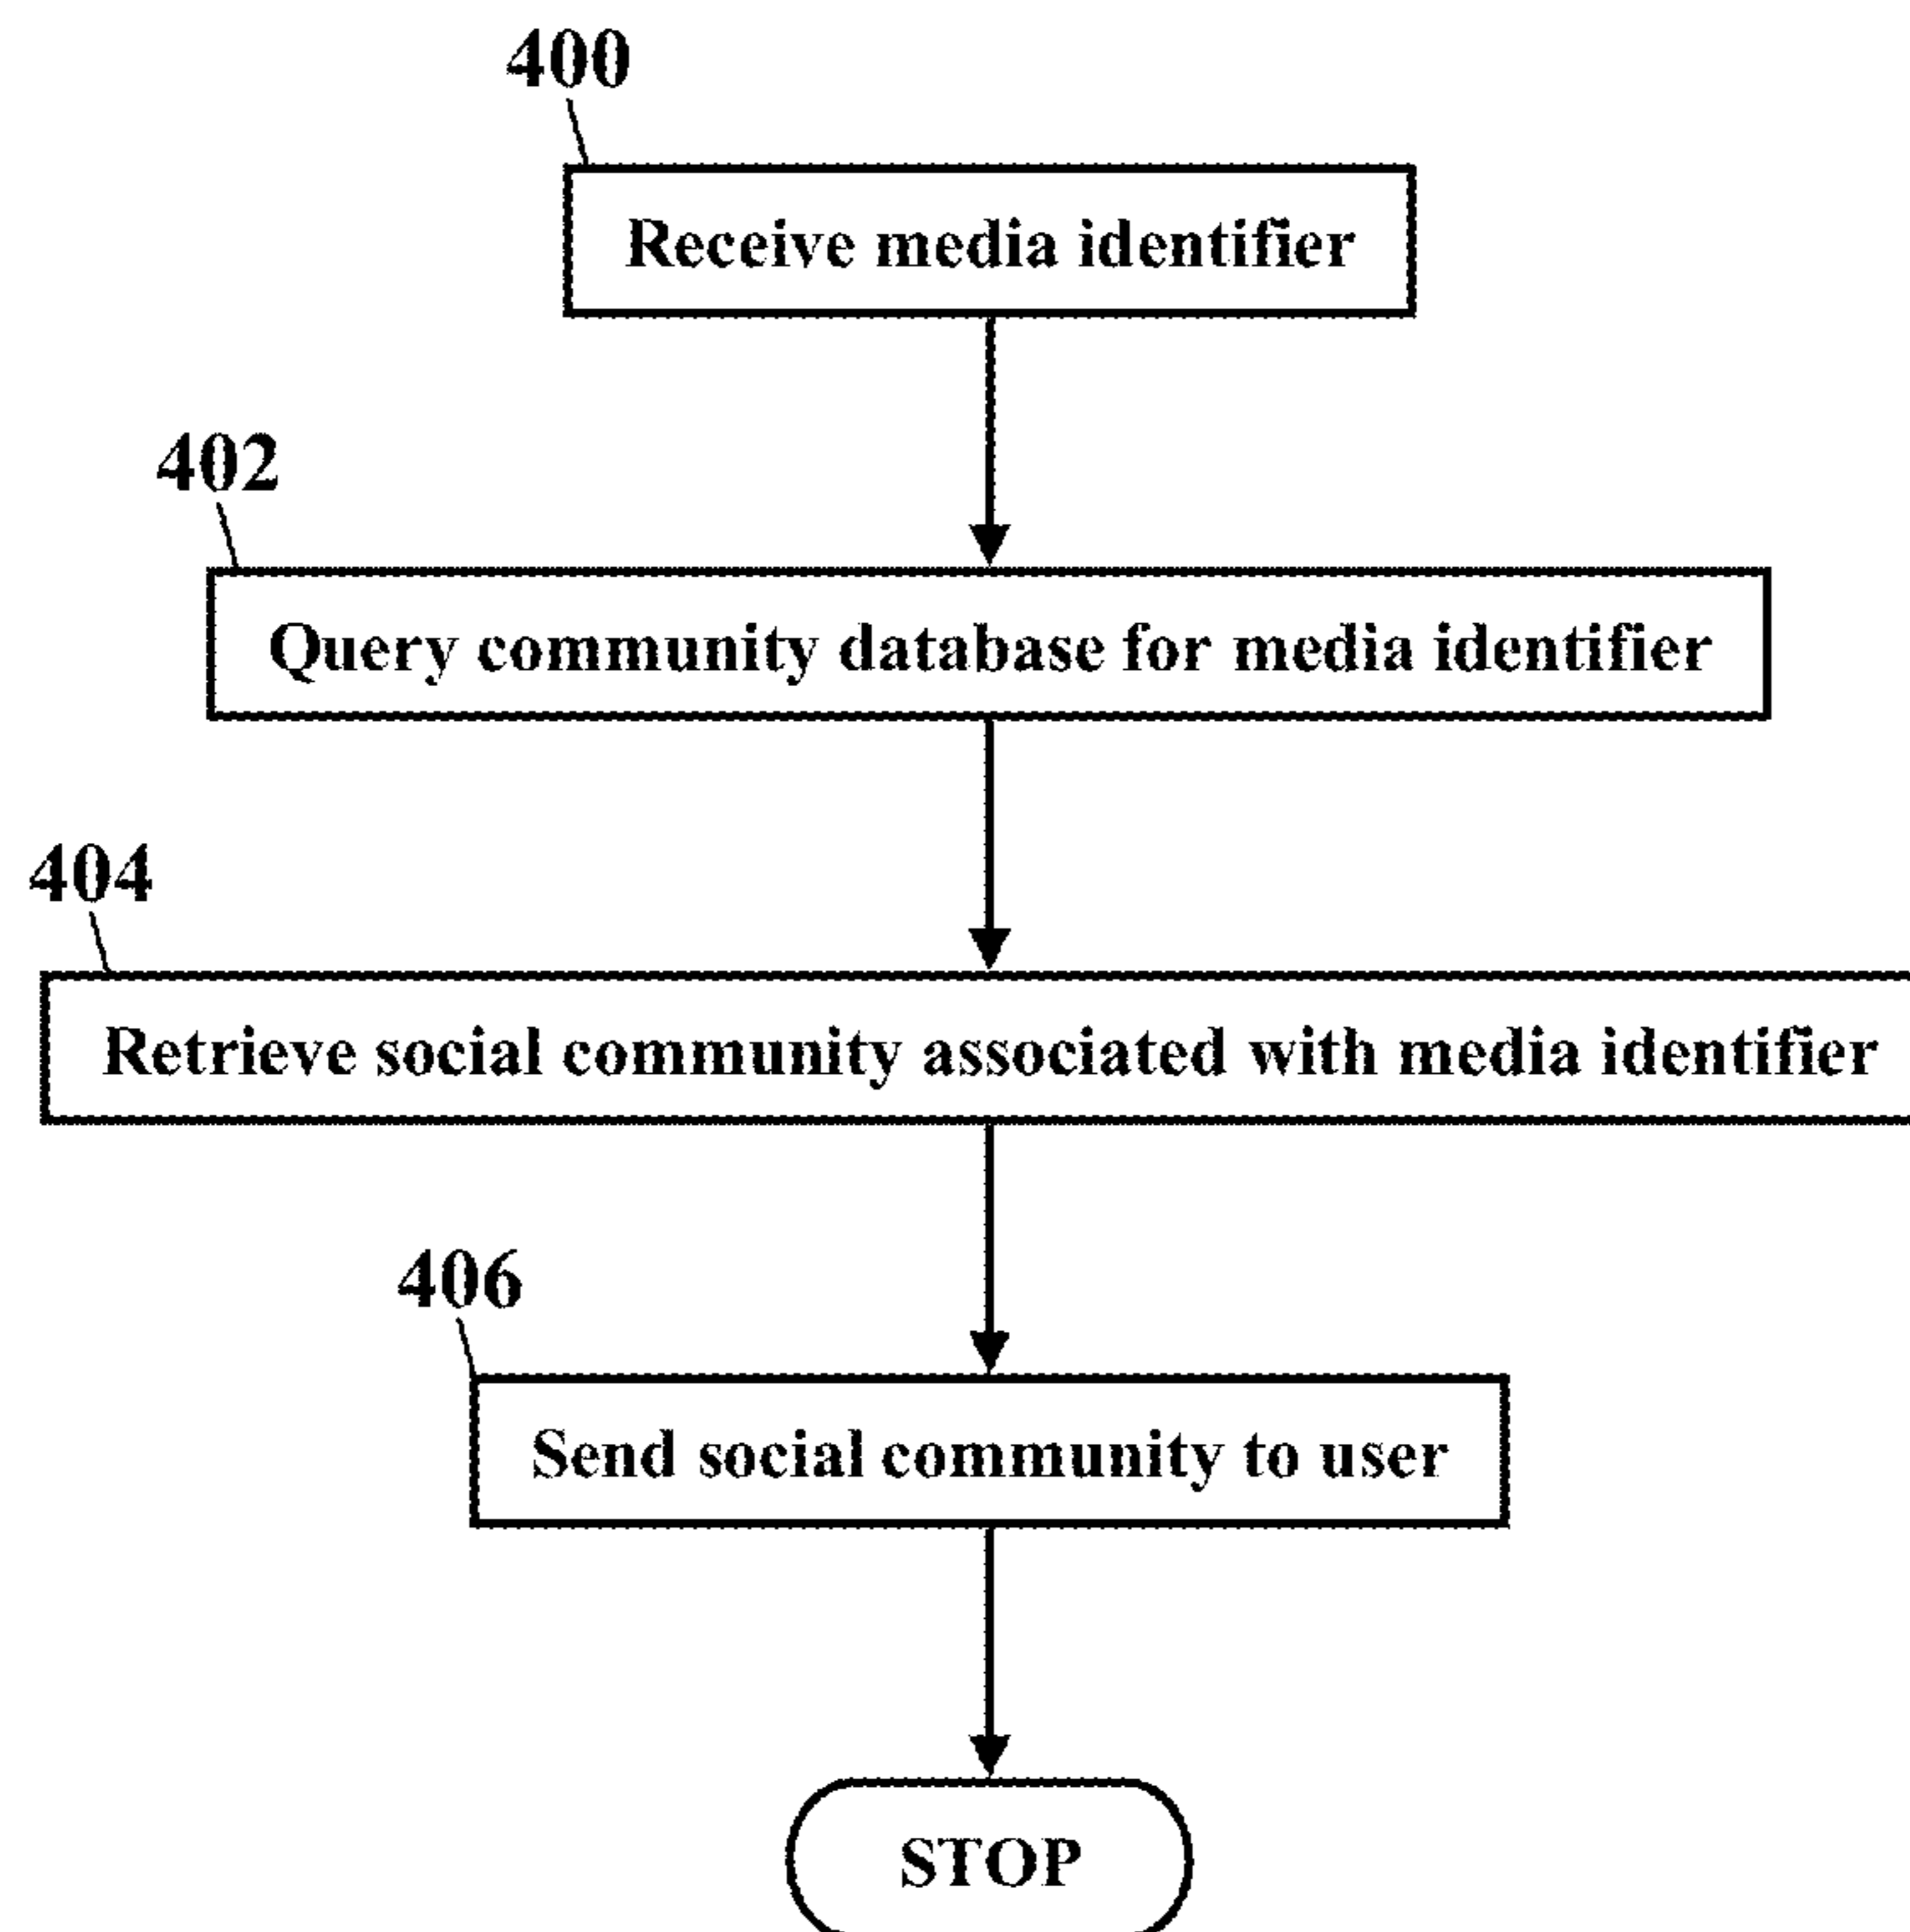 400
Receive media identifier
402
Query community database for media identifier
404
Retrieve social community associated with media identifier
406
Send social community to user
STOP